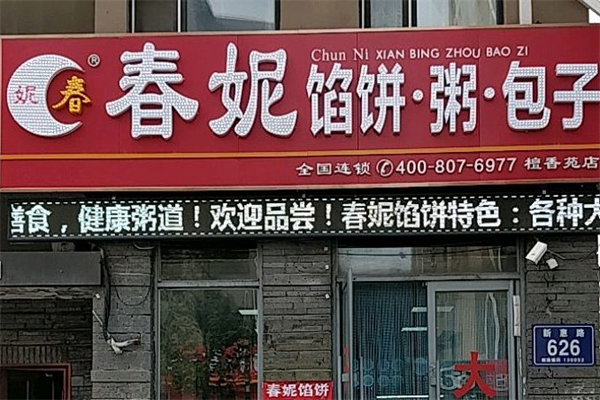 Chun Ni XIAN BING ZHOU BAO ZI
妮春®
春妮馅饼·粥·包子
全国连锁 400-807-6977 檀香苑店
善食，健康粥道！欢迎品尝！春妮馅饼特色：各种大
新惠路
626
春妮馅饼
大